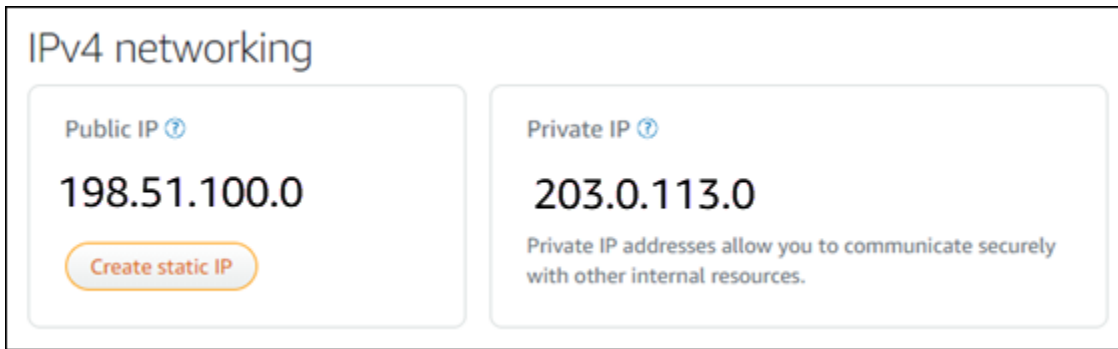 IPv4 networking
Public IP ?
198.51.100.0
Create static IP
Private IP ?
203.0.113.0
Private IP addresses allow you to communicate securely
with other internal resources.